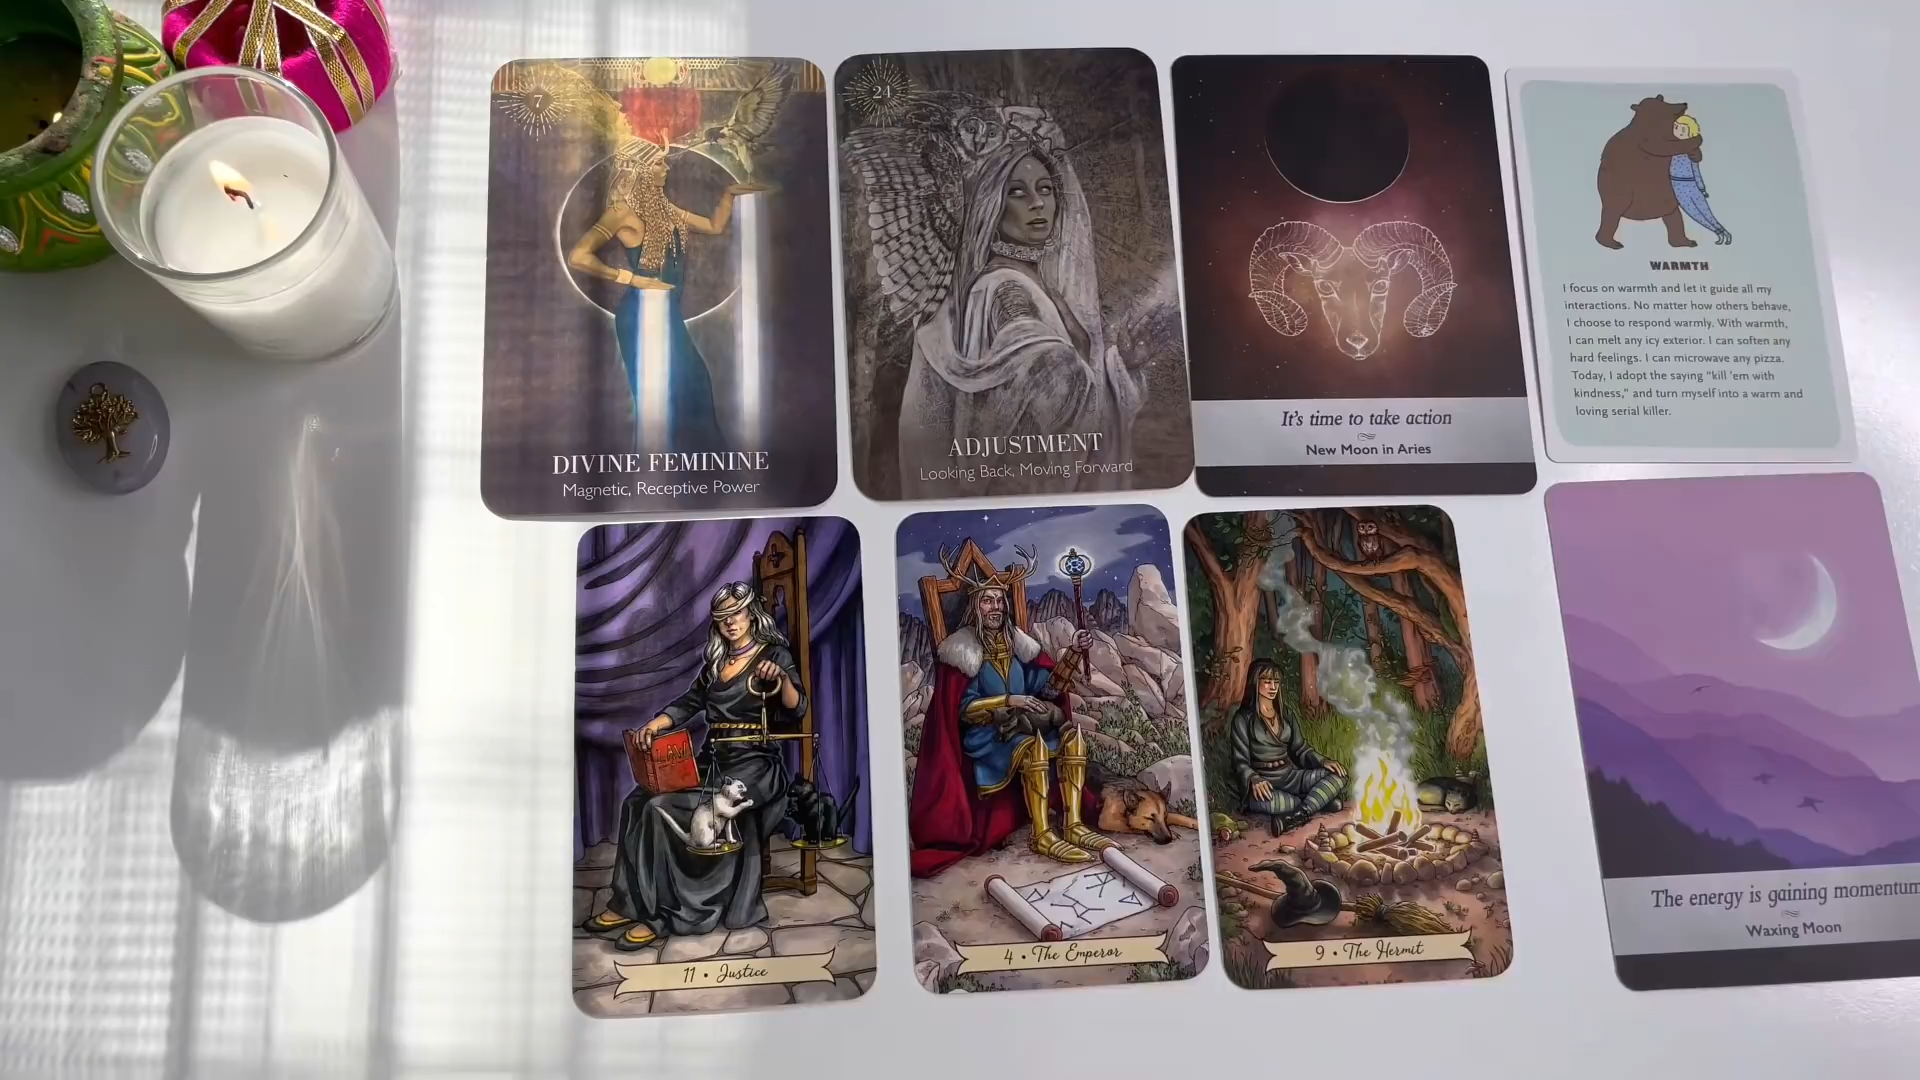 7
DIVINE FEMININE
Magnetic, Receptive Power
24
ADJUSTMENT
Looking Back, Moving Forward
It's time to take action
New Moon in Aries
WARMTH
I focus on warmth and let it guide all my
interactions. No matter how others behave,
I choose to respond warmly. With warmth,
I can melt any icy exterior. I can soften any
hard feelings. I can microwave any pizza.
Today, I adopt the saying "kill 'em with
kindness," and turn myself into a warm and
loving serial killer.
LAW
11 • Justice
4 • The Emperor
9 • The Hermit
The energy is gaining momentum
Waxing Moon